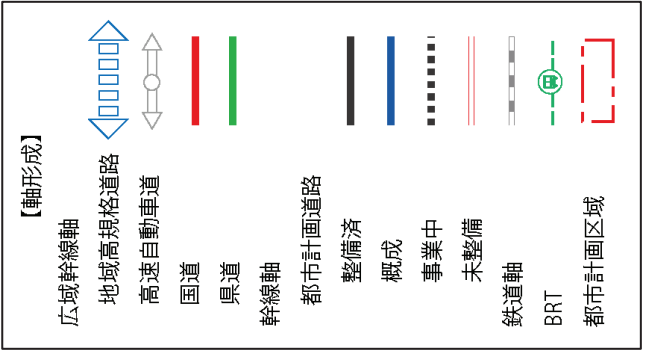 【軸形成】
広域幹線軸
地域高規格道路
高速自動車道
国道
県道
幹線軸
都市計画道路
整備済
概成
事業中
未整備
鉄道軸
BRT
都市計画区域